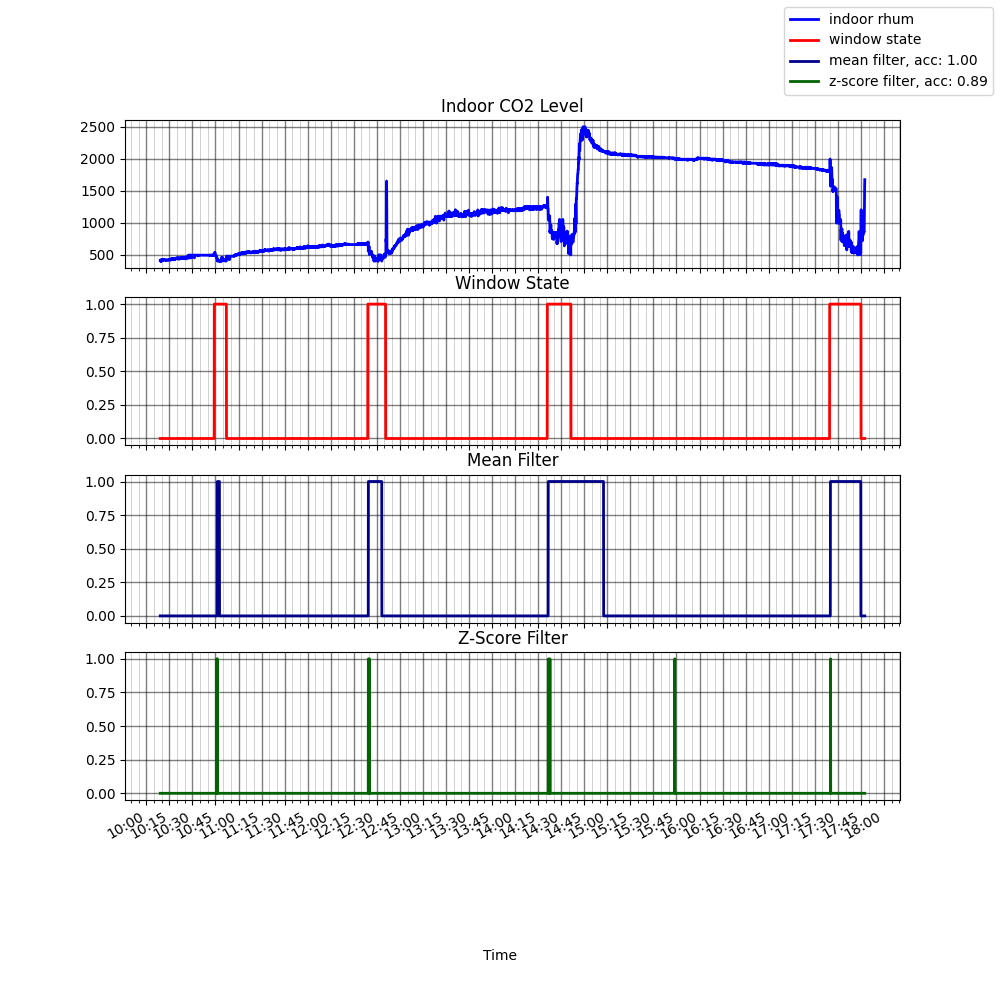 indoor rhum
window state
mean filter, acc: 1.00
z-score filter, acc: 0.89
Indoor CO2 Level
2500
2000
1500
1000
500
Window State
1.00
0.75
0.50
0.25
0.00
Mean Filter
1.00
0.75
0.50
0.25
0.00
Z-Score Filter
1.00
0.75
0.50
0.25
0.00
10:00 10:15 10:30 10:45 11:00 11:15 11:30 11:45 12:00 12:15 12:30 12:45 13:00 13:15 13:30 13:45 14:00 14:15 14:30 14:45 15:00 15:15 15:30 15:45 16:00 16:15 16:30 16:45 17:00 17:15 17:30 17:45 18:00
Time